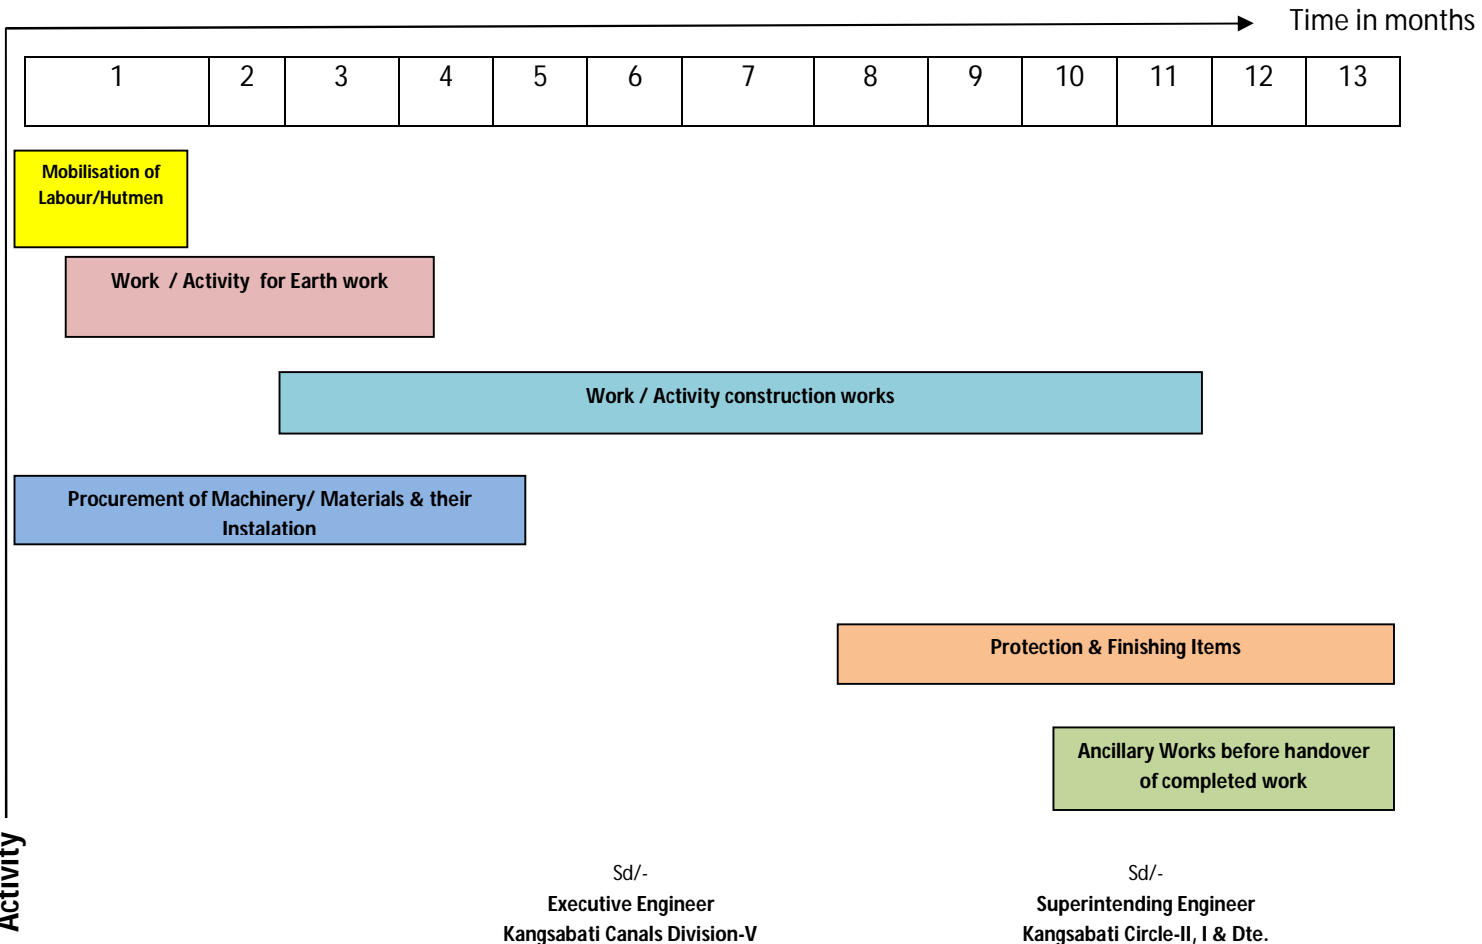 Time in months
1 2 3 4 5 6 7 8 9 10 11 12 13
Mobilisation of
Labour/Hutmen
Work / Activity for Earth work
Work / Activity construction works
Procurement of Machinery/ Materials & their
Instalation
Protection & Finishing Items
Ancillary Works before handover
of completed work
Activity
Sd/-
Executive Engineer
Kangsabati Canals Division-V
Sd/-
Superintending Engineer
Kangsabati Circle-II, I & Dte.